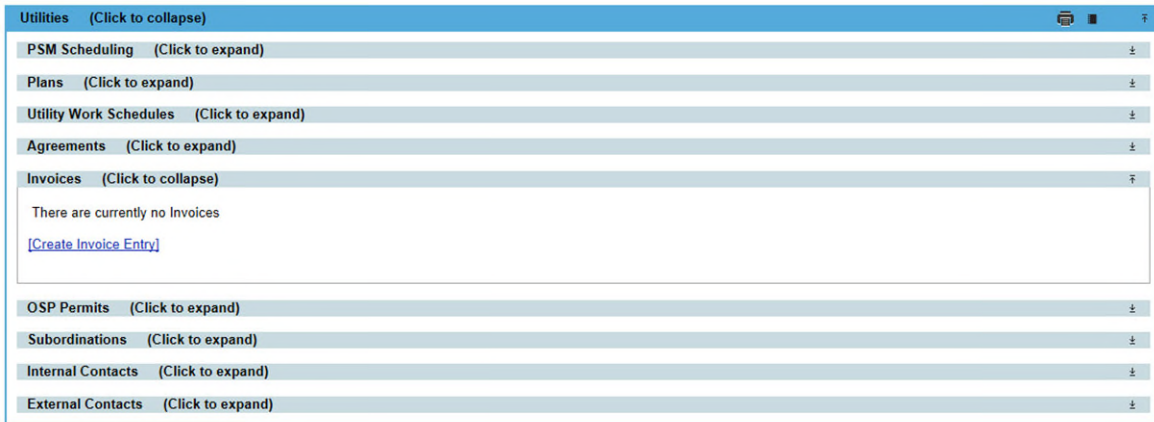 Utilities (Click to collapse)
PSM Scheduling (Click to expand)
Plans (Click to expand)
Utility Work Schedules (Click to expand)
Agreements (Click to expand)
Invoices (Click to collapse)
There are currently no Invoices
[Create Invoice Entry]
OSP Permits (Click to expand)
Subordinations (Click to expand)
Internal Contacts (Click to expand)
External Contacts (Click to expand)